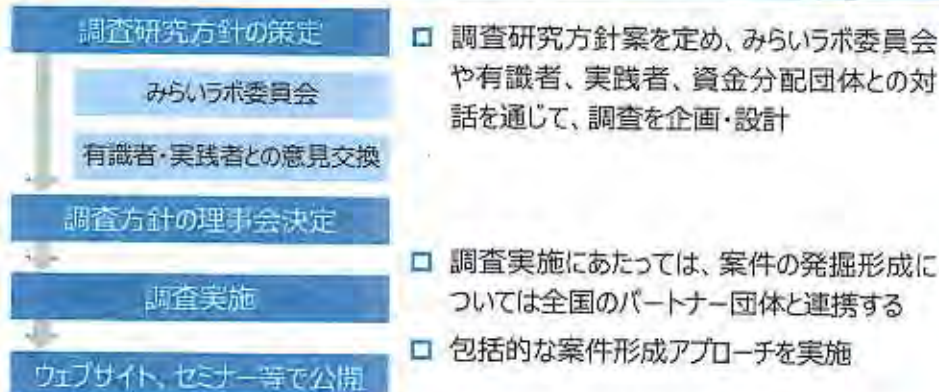 調査研究方針の策定
みらいラボ委員会
有識者・実践者との意見交換
調査方針の理事会決定
調査実施
ウェブサイト、セミナー等で公開
調査研究方針案を定め、みらいラボ委員会
や有識者、実践者、資金分配団体との対
話を通じて、調査を企画・設計
調査実施にあたっては、案件の発掘形成に
ついては全国のパートナー団体と連携する
包括的な案件形成アプローチを実施